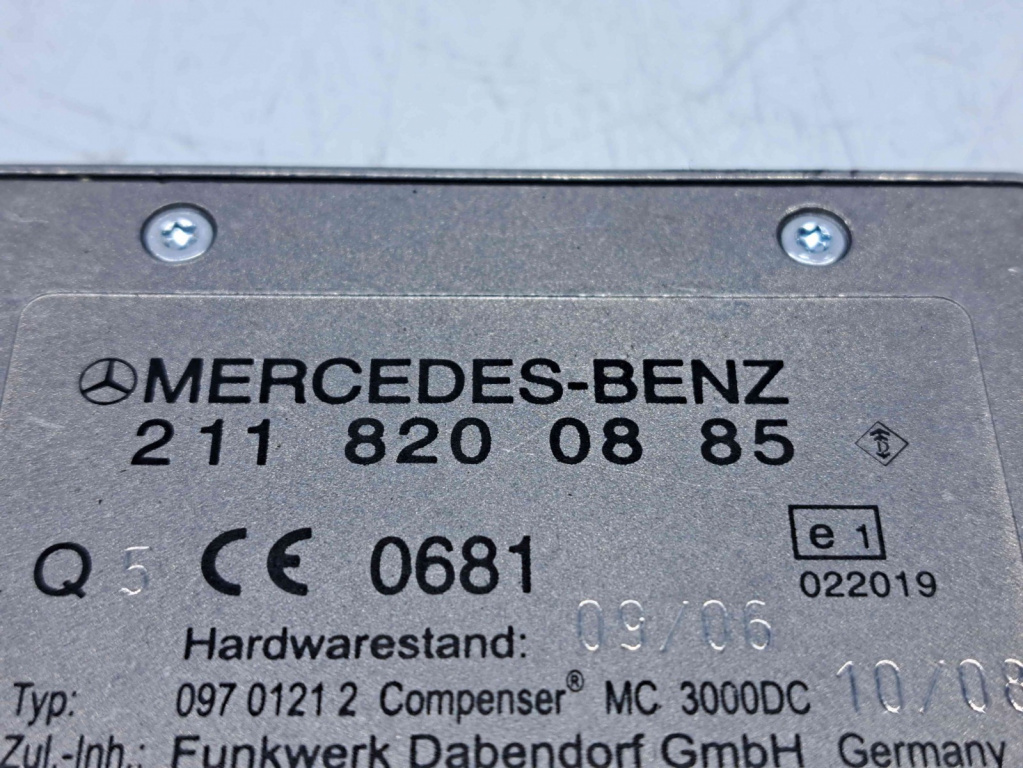 MERCEDES-BENZ
211 820 08 85
Q 5 CE 0681 e 1
022019
Hardwarestand: 09/06
Typ: 097 0121 2 Compenser® MC 3000DC 10/08
Zul.-Inh.: Funkwerk Dabendorf GmbH Germany